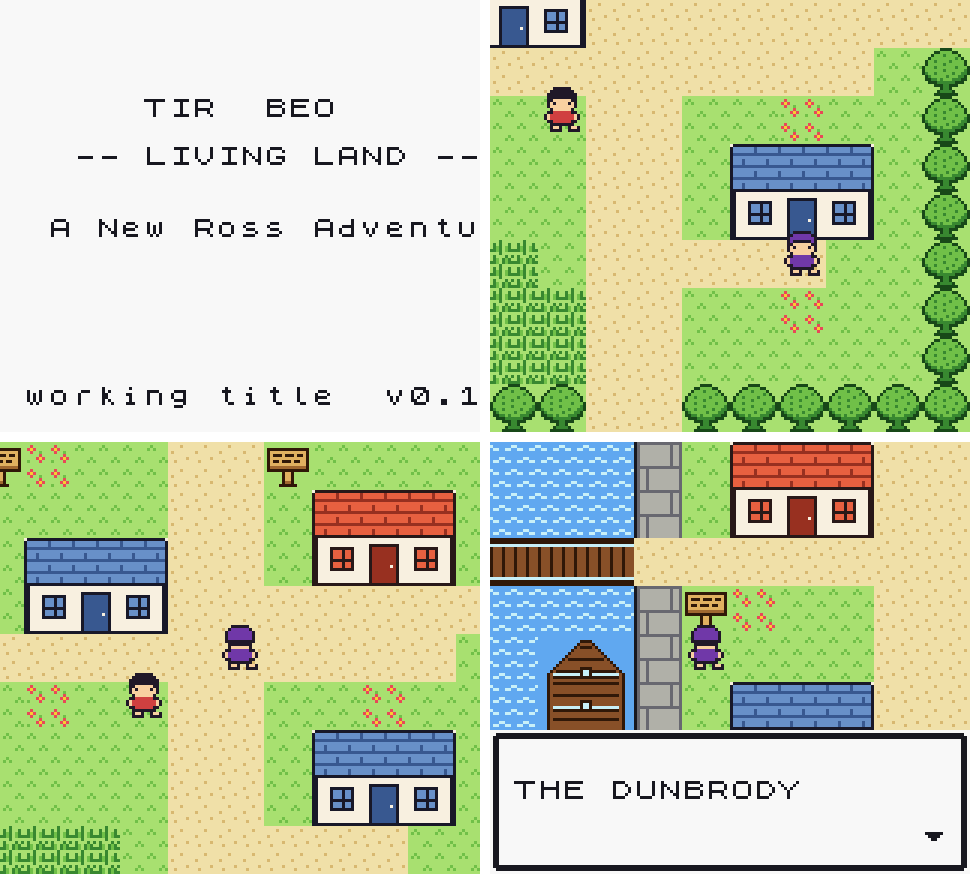 TIR BEO
-- LIVING LAND --
A New Ross Adventu
working title v0.1
THE DUNBRODY